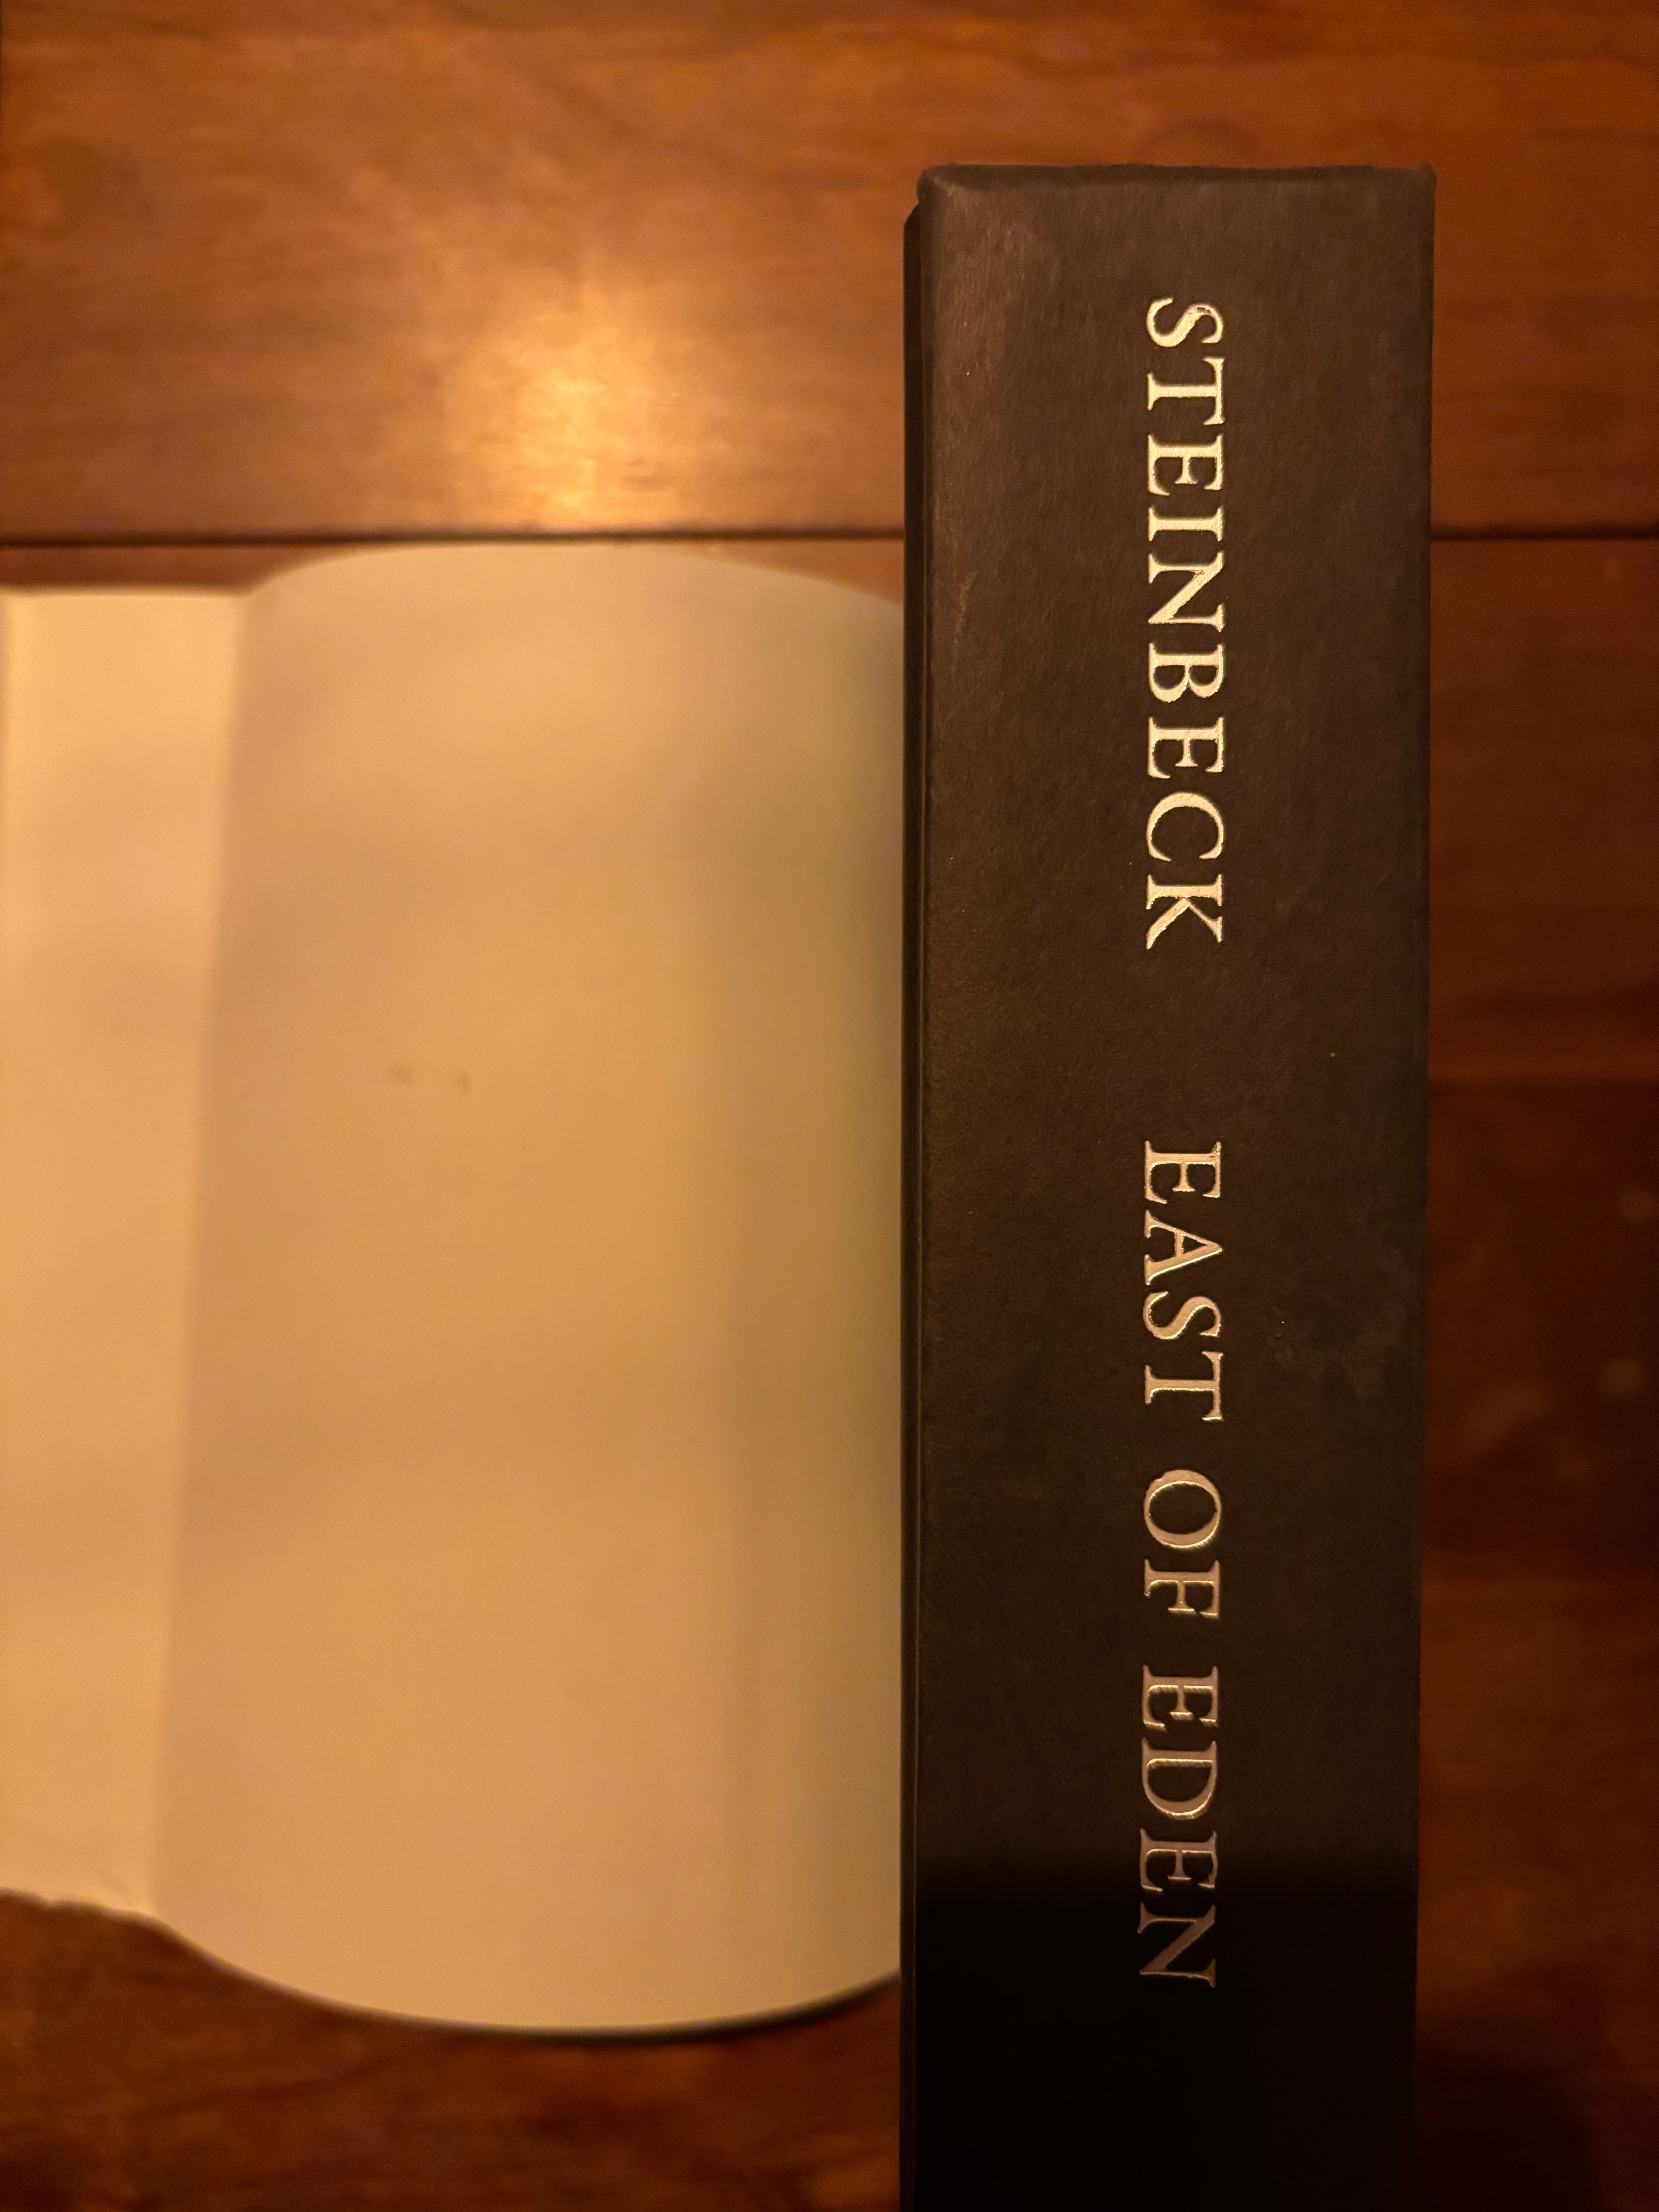 STEINBECK EAST OF EDEN